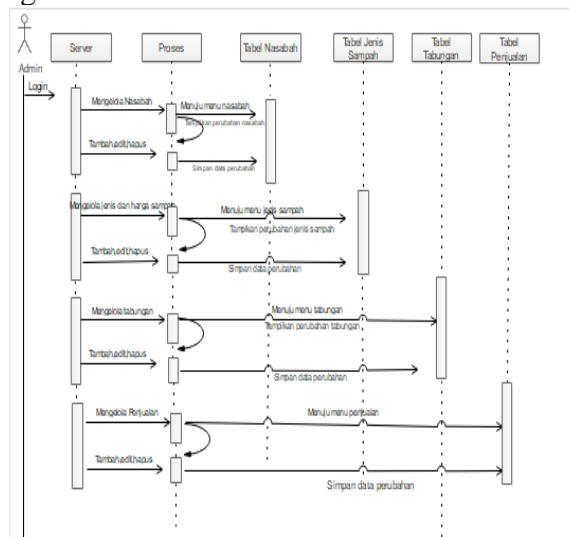 Server
Proses
Tabel Nasabah
Tabel Jenis
Sampah
Tabel
Tabungan
Tabel
Penjualan
Admin
Login
Mengelola Nasabah
Menuju menu nasabah
Tampilkan perubahan nasabah
Tambah,edit,hapus
Simpan data perubahan
Mengelola jenis dan harga sampah
Menuju menu jenis sampah
Tampilkan perubahan jenis sampah
Tambah,edit,hapus
Simpan data perubahan
Mengelola tabungan
Menuju menu tabungan
Tampilkan perubahan tabungan
Tambah,edit,hapus
Simpan data perubahan
Mengelola Penjualan
Menuju menu penjualan
Tambah,edit,hapus
Simpan data perubahan